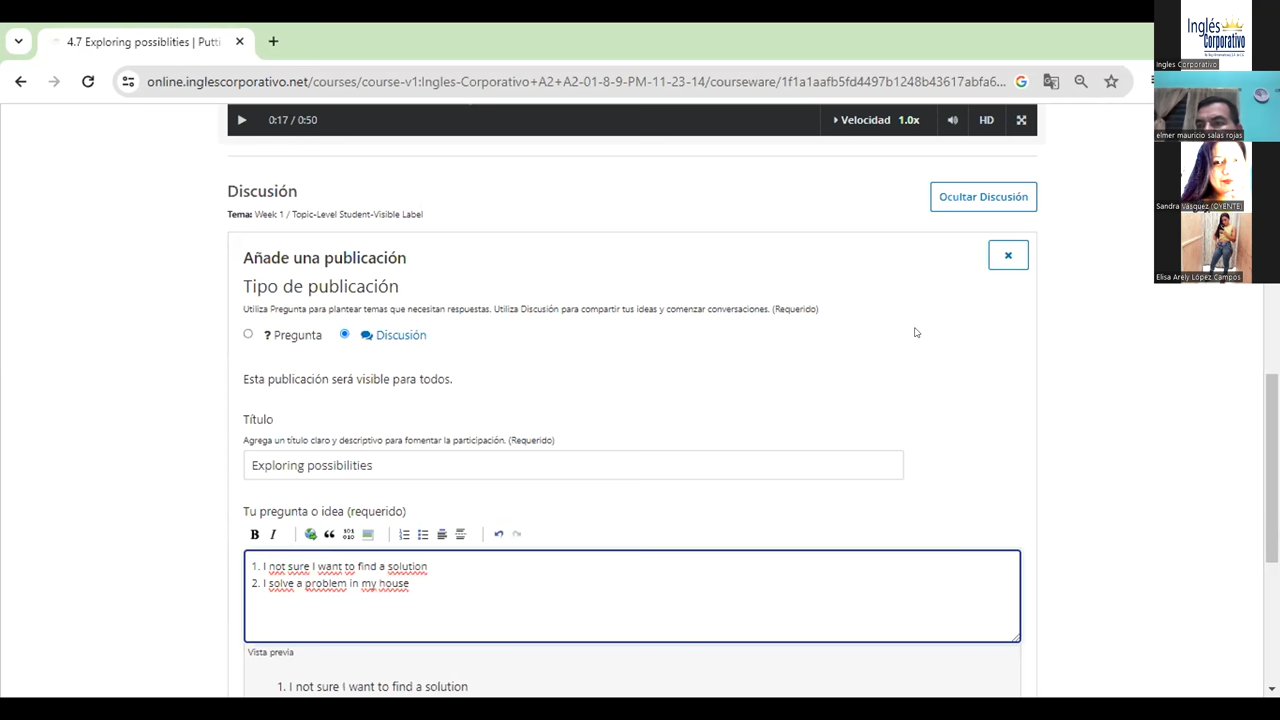 4.7 Exploring possiblities | Putti
online.inglescorporativo.net/courses/course-v1:Ingles-Corporativo+A2+A2-01-8-9-PM-11-23-14/courseware/1f1a1aafb5fd4497b1248b43617abfa6...
Inglés
Corporativo
Ingles Corporativo
elmer mauricio salas rojas
Sandra Vásquez (OYENTE)
Elisa Arely López Campos
0:17 / 0:50
Velocidad 1.0x
HD
Discusión
Ocultar Discusión
Tema: Week 1 / Topic-Level Student-Visible Label
Añade una publicación
Tipo de publicación
Utiliza Pregunta para plantear temas que necesitan respuestas. Utiliza Discusión para compartir tus ideas y comenzar conversaciones. (Requerido)
? Pregunta
Discusión
Esta publicación será visible para todos.
Título
Agrega un título claro y descriptivo para fomentar la participación. (Requerido)
Exploring possibilities
Tu pregunta o idea (requerido)
B I
1. I not sure I want to find a solution
2. I solve a problem in my house
Vista previa
1. I not sure I want to find a solution